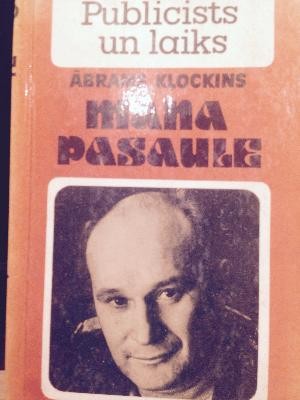 Publicists
un laiks
ĀBRAMS KLOCKINS
mana
pasaule